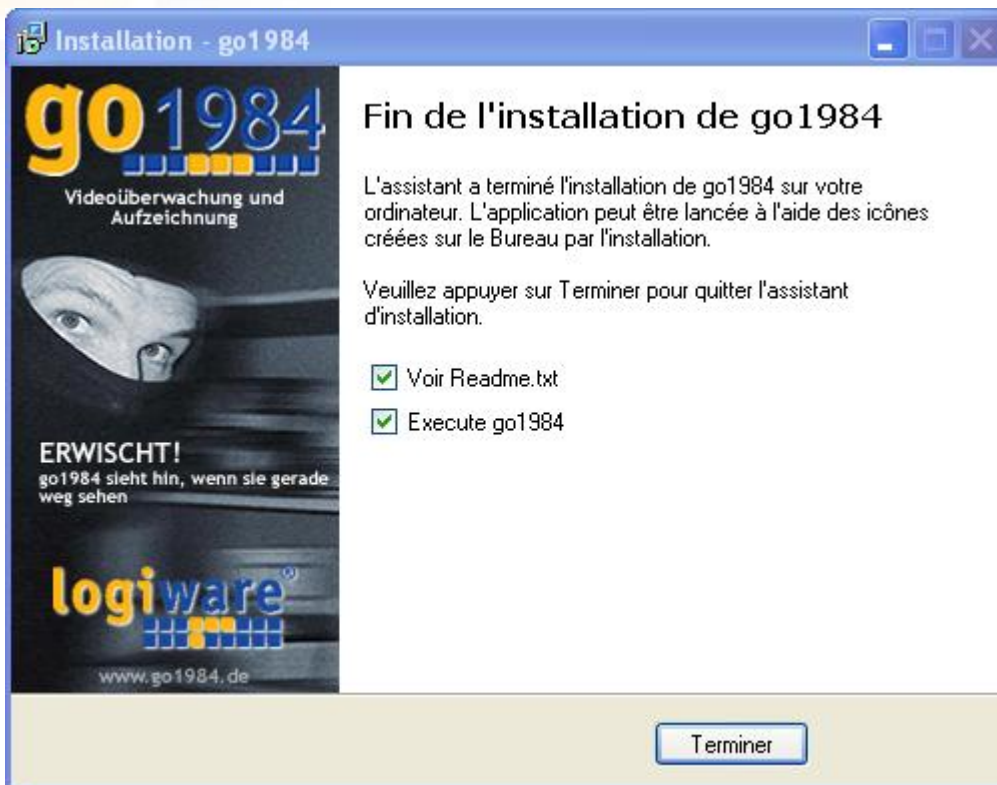 Installation - go1984
go1984
Videoüberwachung und
Aufzeichnung
ERWISCHT!
go1984 sieht hin, wenn sie gerade
weg sehen
logiware®
www.go1984.de
Fin de l'installation de go1984
L'assistant a terminé l'installation de go1984 sur votre
ordinateur. L'application peut être lancée à l'aide des icônes
créées sur le Bureau par l'installation.
Veuillez appuyer sur Terminer pour quitter l'assistant
d'installation.
Voir Readme.txt
Execute go1984
Terminer